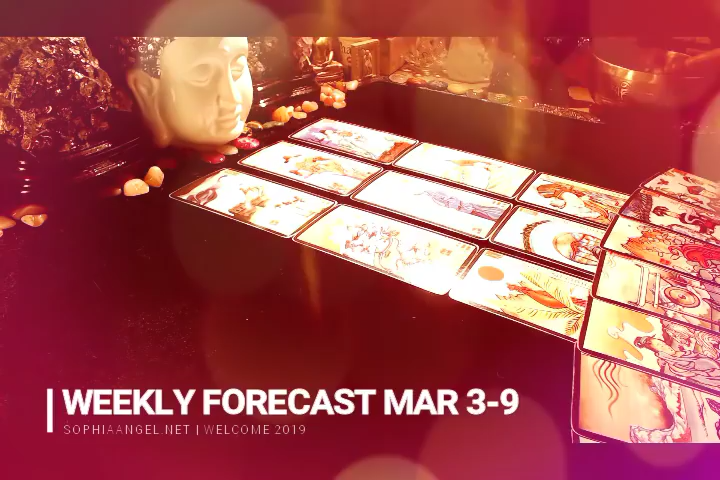 WEEKLY FORECAST MAR 3-9
SOPHIAANGEL.NET | WELCOME 2019